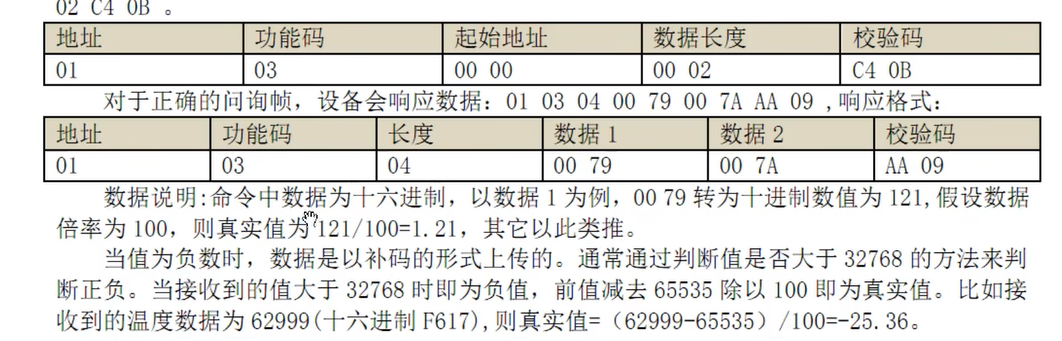 02 C4 0B 。
地址 功能码 起始地址 数据长度 校验码
01 03 00 00 00 02 C4 0B
对于正确的问询帧，设备会响应数据：01 03 04 00 79 00 7A AA 09 ,响应格式：
地址 功能码 长度 数据 1 数据 2 校验码
01 03 04 00 79 00 7A AA 09
数据说明:命令中数据为十六进制，以数据 1 为例，00 79 转为十进制数值为 121,假设数据
倍率为 100，则真实值为 121/100=1.21，其它以此类推。
当值为负数时，数据是以补码的形式上传的。通常通过判断值是否大于 32768 的方法来判
断正负。当接收到的值大于 32768 时即为负值，前值减去 65535 除以 100 即为真实值。比如接
收到的温度数据为 62999(十六进制 F617),则真实值=（62999-65535）/100=-25.36。